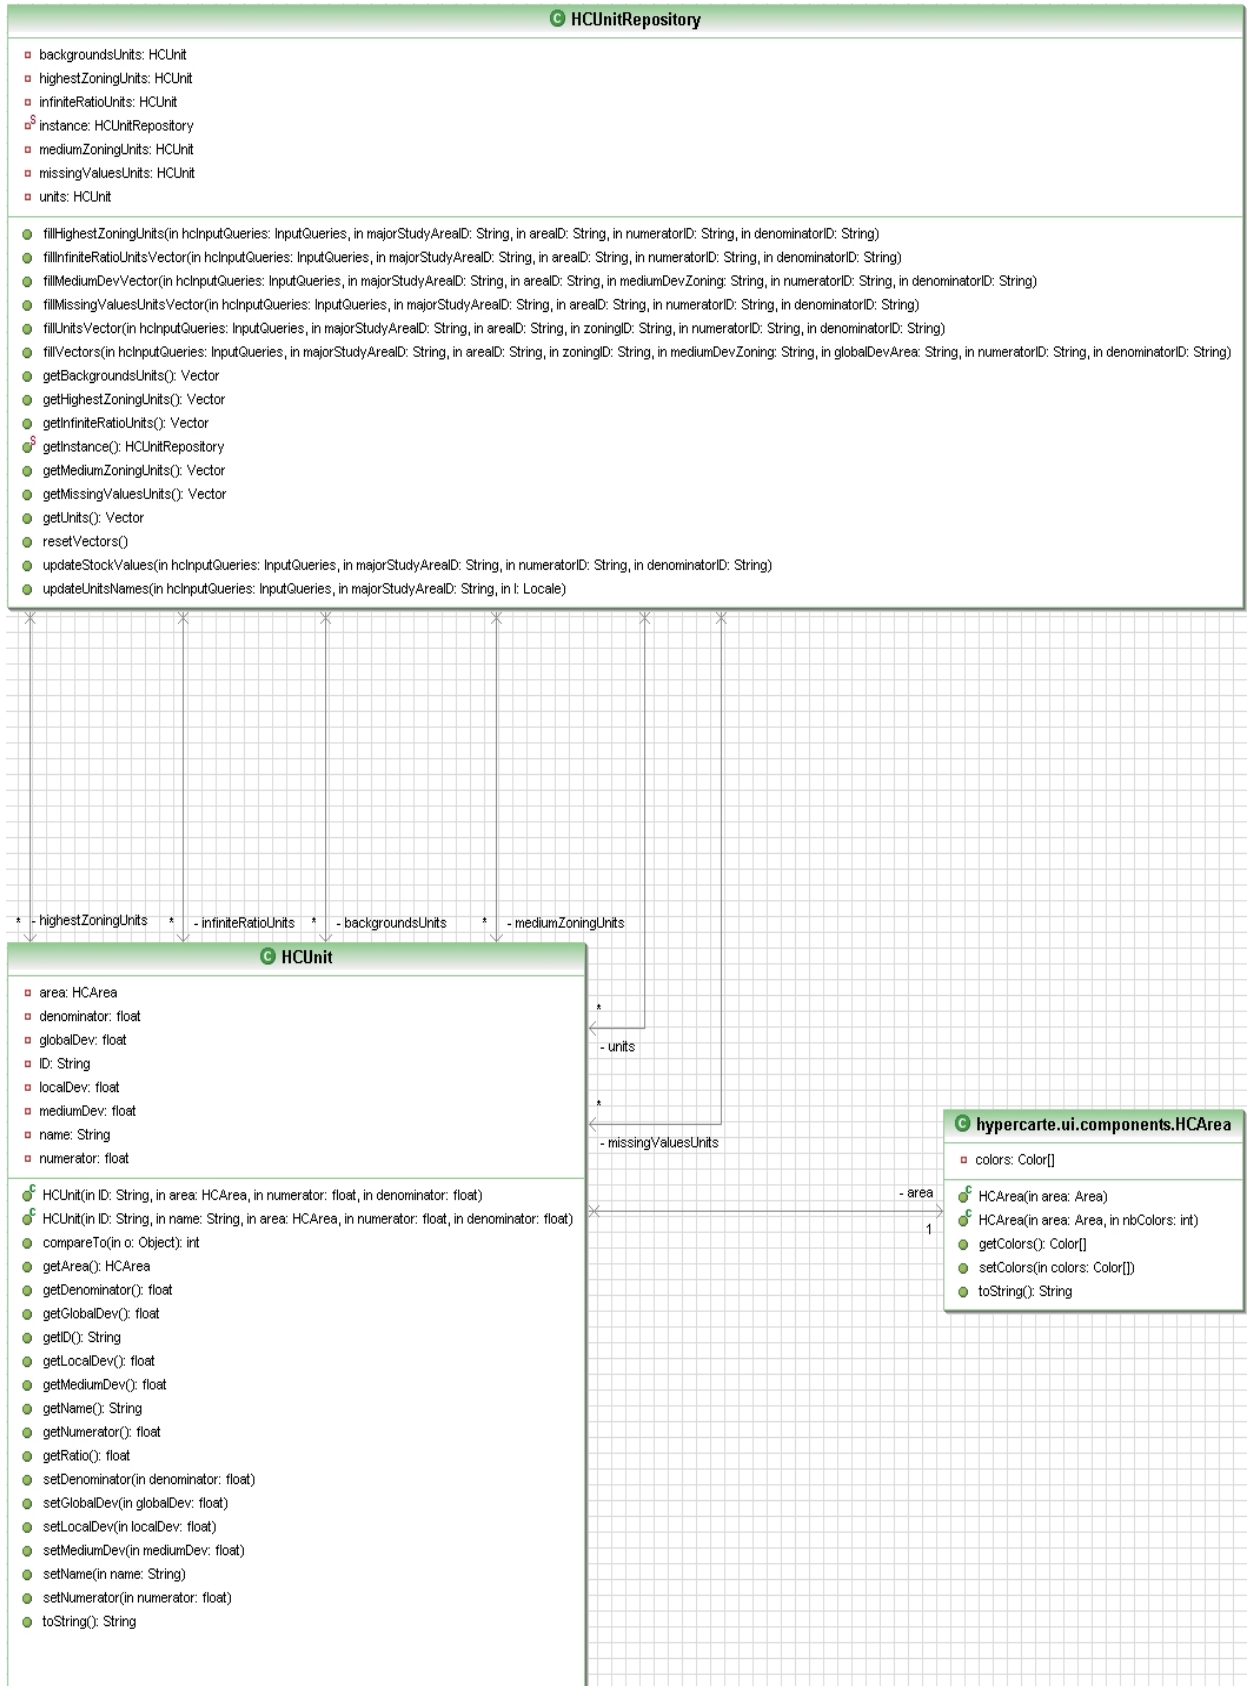 C HCUnitRepository
backgroundsUnits: HCUnit
highestZoningUnits: HCUnit
infiniteRatioUnits: HCUnit
S instance: HCUnitRepository
mediumZoningUnits: HCUnit
missingValuesUnits: HCUnit
units: HCUnit
fillHighestZoningUnits(in hcInputQueries: InputQueries, in majorStudyAreaID: String, in areaID: String, in numeratorID: String, in denominatorID: String)
fillInfiniteRatioUnitsVector(in hcInputQueries: InputQueries, in majorStudyAreaID: String, in areaID: String, in numeratorID: String, in denominatorID: String)
fillMediumDevVector(in hcInputQueries: InputQueries, in majorStudyAreaID: String, in areaID: String, in mediumDevZoning: String, in numeratorID: String, in denominatorID: String)
fillMissingValuesUnitsVector(in hcInputQueries: InputQueries, in majorStudyAreaID: String, in areaID: String, in numeratorID: String, in denominatorID: String)
fillUnitsVector(in hcInputQueries: InputQueries, in majorStudyAreaID: String, in areaID: String, in zoningID: String, in numeratorID: String, in denominatorID: String)
fillVectors(in hcInputQueries: InputQueries, in majorStudyAreaID: String, in areaID: String, in zoningID: String, in mediumDevZoning: String, in globalDevArea: String, in numeratorID: String, in denominatorID: String)
getBackgroundsUnits(): Vector
getHighestZoningUnits(): Vector
getInfiniteRatioUnits(): Vector
S getInstance(): HCUnitRepository
getMediumZoningUnits(): Vector
getMissingValuesUnits(): Vector
getUnits(): Vector
resetVectors()
updateStockValues(in hcInputQueries: InputQueries, in majorStudyAreaID: String, in numeratorID: String, in denominatorID: String)
updateUnitsNames(in hcInputQueries: InputQueries, in majorStudyAreaID: String, in l: Locale)
* - highestZoningUnits * - infiniteRatioUnits * - backgroundsUnits * - mediumZoningUnits
C HCUnit
area: HCArea
denominator: float
globalDev: float
ID: String
localDev: float
mediumDev: float
name: String
numerator: float
C HCUnit(in ID: String, in area: HCArea, in numerator: float, in denominator: float)
C HCUnit(in ID: String, in name: String, in area: HCArea, in numerator: float, in denominator: float)
compareTo(in o: Object): int
getArea(): HCArea
getDenominator(): float
getGlobalDev(): float
getID(): String
getLocalDev(): float
getMediumDev(): float
getName(): String
getNumerator(): float
getRatio(): float
setDenominator(in denominator: float)
setGlobalDev(in globalDev: float)
setLocalDev(in localDev: float)
setMediumDev(in mediumDev: float)
setName(in name: String)
setNumerator(in numerator: float)
toString(): String
*
- units
*
- missingValuesUnits
- area
1
C hypercarte.ui.components.HCArea
colors: Color[]
C HCArea(in area: Area)
C HCArea(in area: Area, in nbColors: int)
getColors(): Color[]
setColors(in colors: Color[])
toString(): String